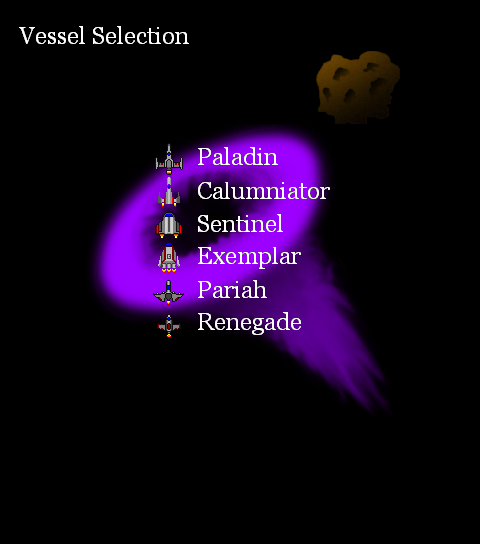 Vessel Selection
Paladin
Calumniator
Sentinel
Exemplar
Pariah
Renegade